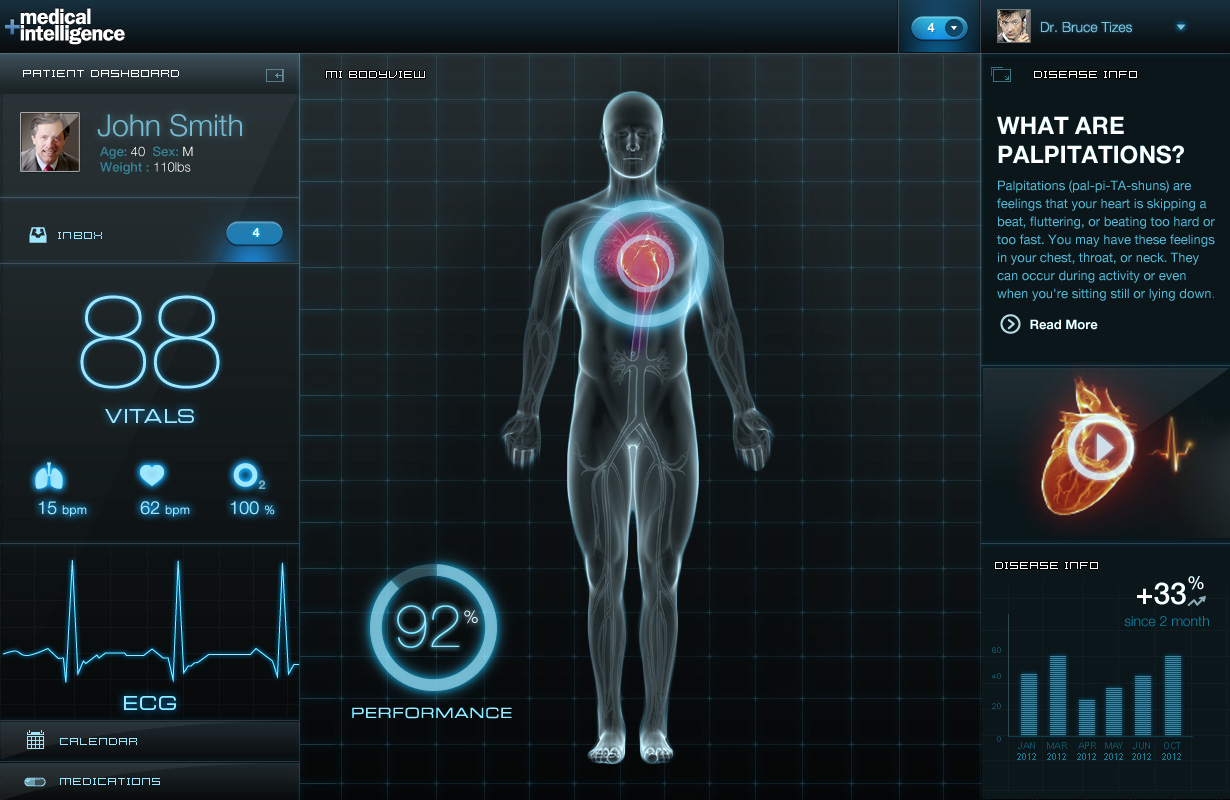 +medical
intelligence
4
Dr. Bruce Tizes
PATIENT DASHBOARD
John Smith
Age: 40 Sex: M
Weight : 110lbs
INBOX
4
88
VITALS
15 bpm
62 bpm
O2
100 %
ECG
CALENDAR
MEDICATIONS
MI BODYVIEW
92%
PERFORMANCE
DISEASE INFO
WHAT ARE
PALPITATIONS?
Palpitations (pal-pi-TA-shuns) are
feelings that your heart is skipping a
beat, fluttering, or beating too hard or
too fast. You may have these feelings
in your chest, throat, or neck. They
can occur during activity or even
when you're sitting still or lying down.
Read More
DISEASE INFO
+33%
since 2 month
60
40
20
0
JAN MAR APR MAY JUN OCT
2012 2012 2012 2012 2012 2012